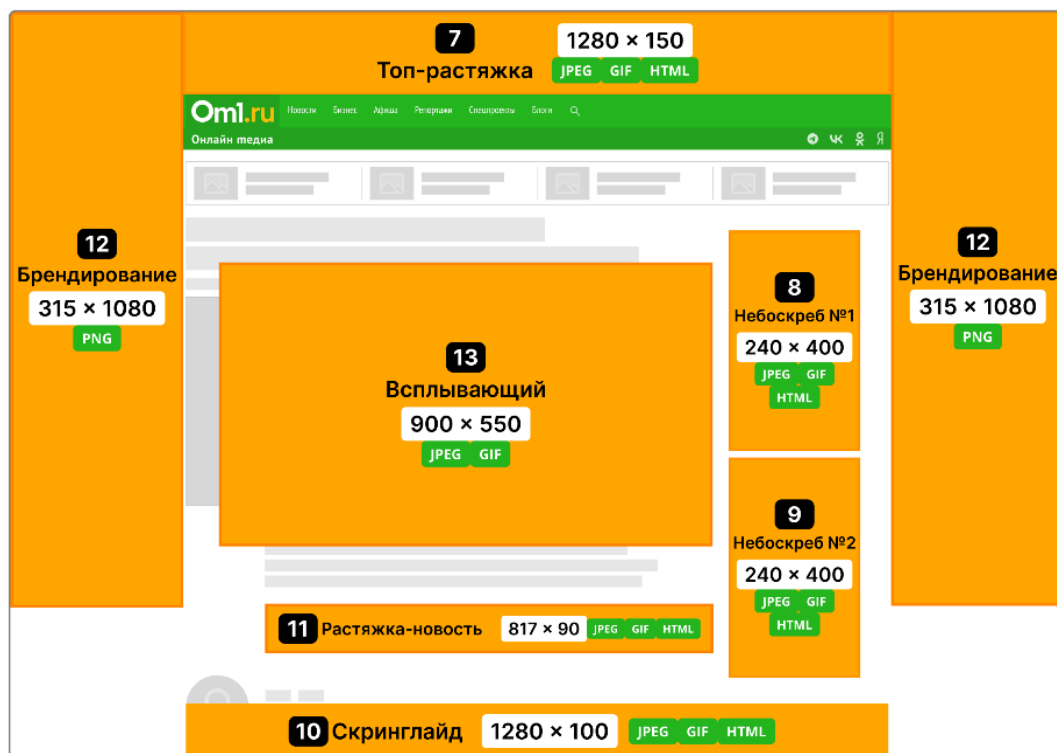 7
1280 × 150
Топ-растяжка
JPEG GIF HTML
Om1.ru
Новости Бизнес Афиша Репортажи Спецпроекты Блоги
Онлайн медиа
12
Брендирование
315 × 1080
PNG
12
Брендирование
315 × 1080
PNG
8
Небоскреб №1
240 × 400
JPEG GIF
HTML
13
Всплывающий
900 × 550
JPEG GIF
9
Небоскреб №2
240 × 400
JPEG GIF
HTML
11 Растяжка-новость 817 × 90 JPEG GIF HTML
10 Скринглайд 1280 × 100 JPEG GIF HTML